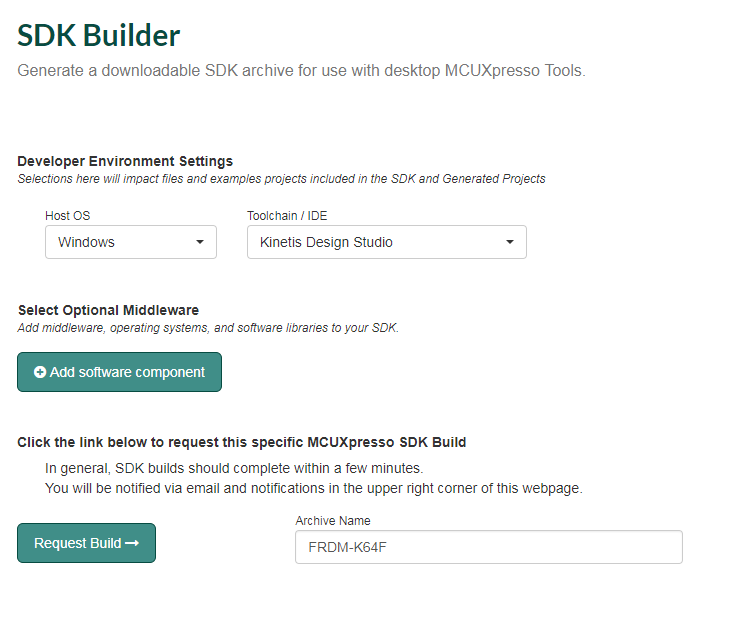 SDK Builder
Generate a downloadable SDK archive for use with desktop MCUXpresso Tools.
Developer Environment Settings
Selections here will impact files and examples projects included in the SDK and Generated Projects
Host OS
Toolchain / IDE
Windows
Kinetis Design Studio
Select Optional Middleware
Add middleware, operating systems, and software libraries to your SDK.
Add software component
Click the link below to request this specific MCUXpresso SDK Build
In general, SDK builds should complete within a few minutes.
You will be notified via email and notifications in the upper right corner of this webpage.
Archive Name
Request Build →
FRDM-K64F